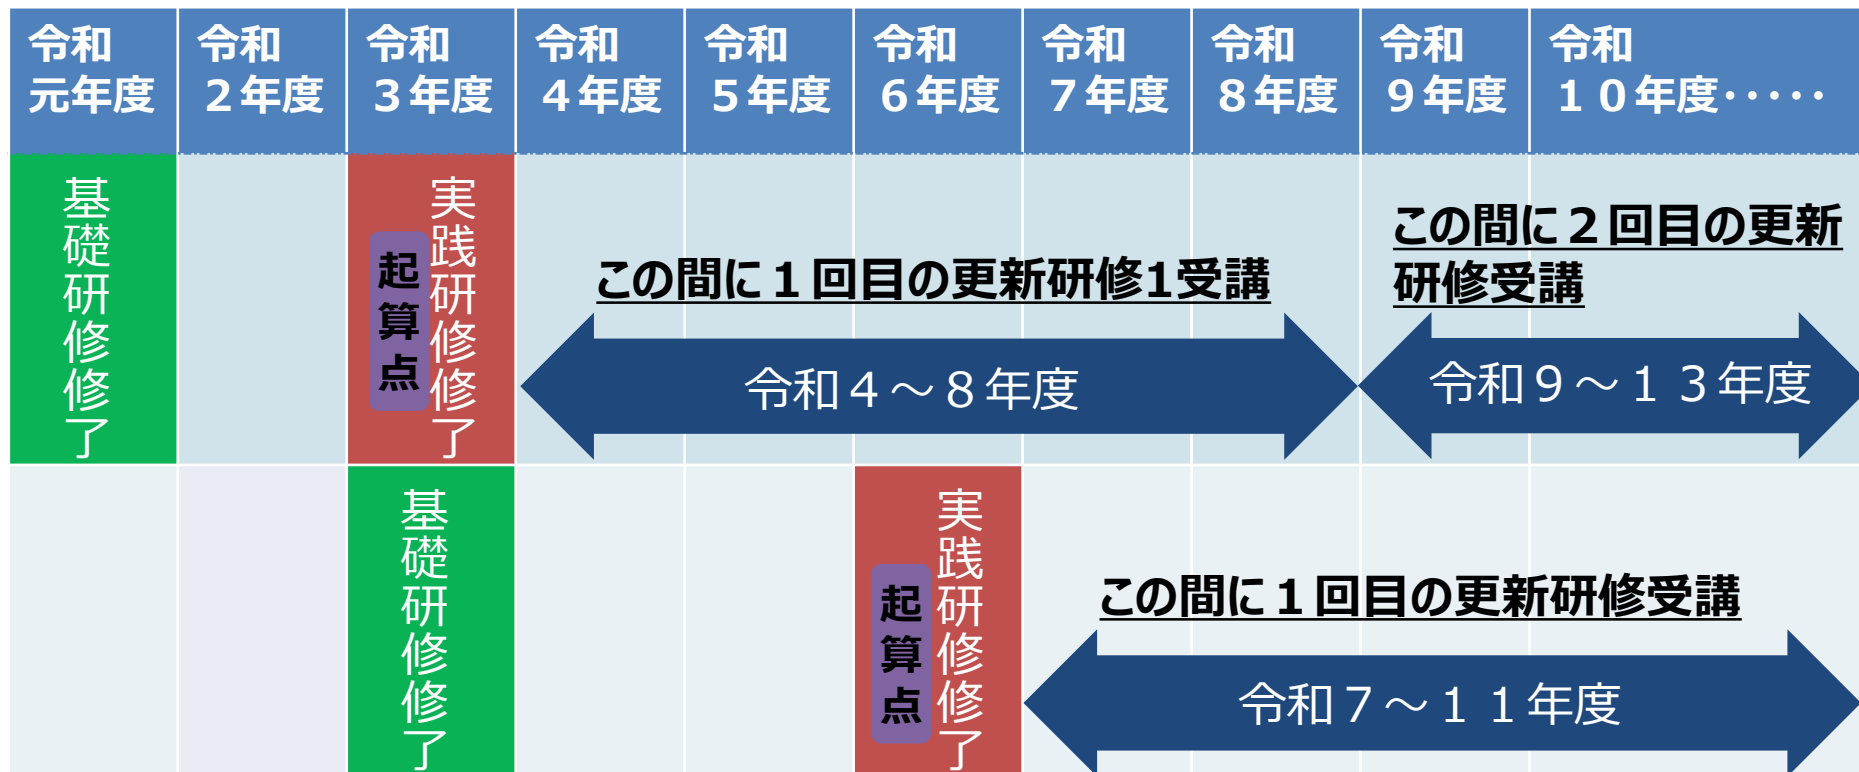 令和
元年度
令和
２年度
令和
３年度
令和
４年度
令和
５年度
令和
６年度
令和
７年度
令和
８年度
令和
９年度
令和
１０年度・・・・・
基礎研修修了
起算点
実践研修修了
この間に１回目の更新研修1受講
令和４～８年度
この間に２回目の更新
研修受講
令和９～１３年度
基礎研修修了
起算点
実践研修修了
この間に１回目の更新研修受講
令和７～１１年度